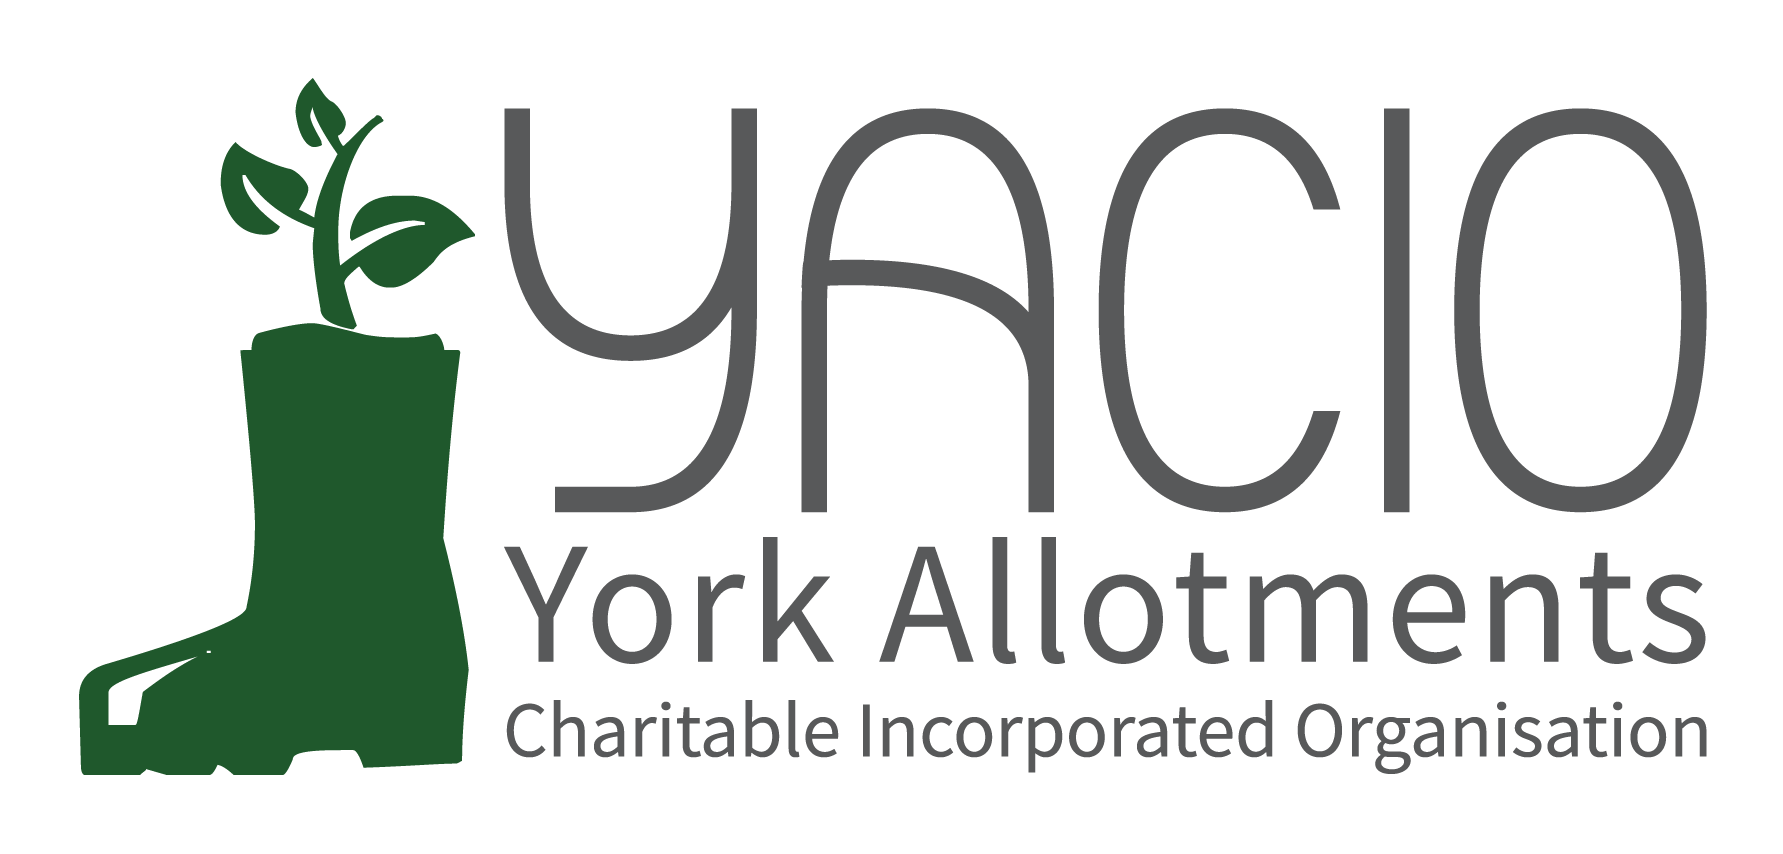 YACIO
York Allotments
Charitable Incorporated Organisation